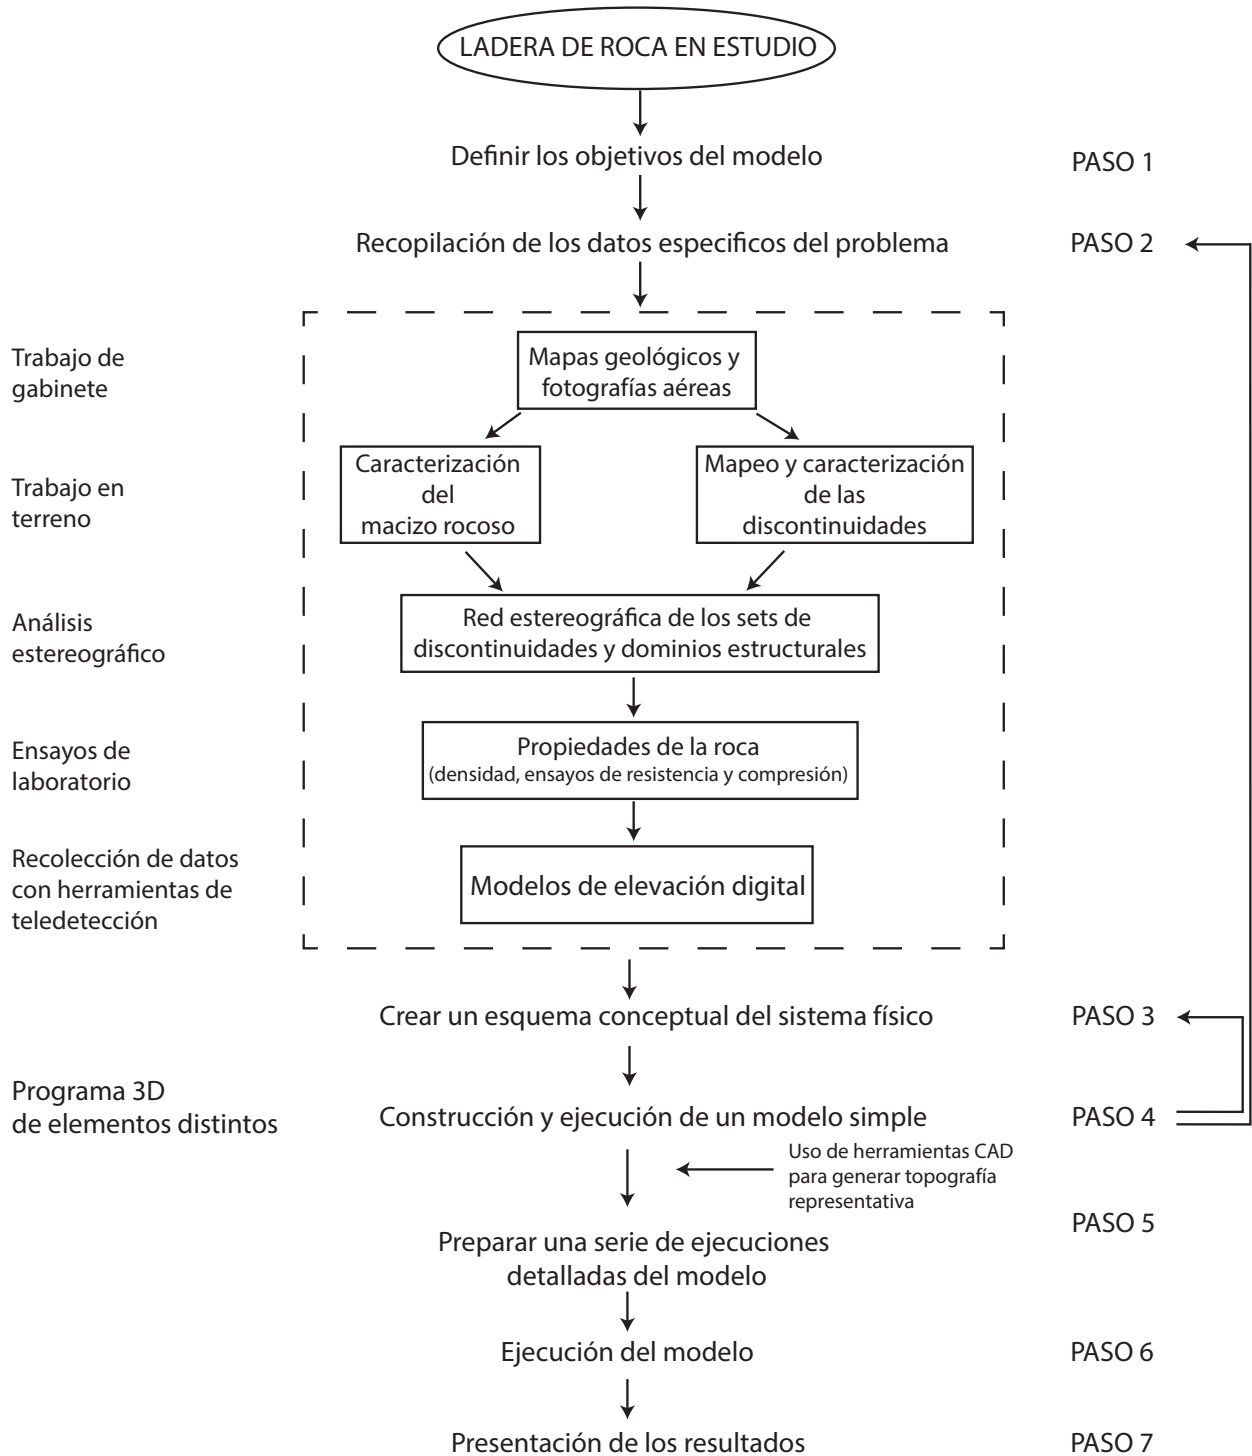 LADERA DE ROCA EN ESTUDIO
Definir los objetivos del modelo
PASO 1
Recopilación de los datos especificos del problema
PASO 2
Trabajo de
gabinete
Mapas geológicos y
fotografías aéreas
Trabajo en
terreno
Caracterización
del
macizo rocoso
Mapeo y caracterización
de las
discontinuidades
Análisis
estereográfico
Red estereográfica de los sets de
discontinuidades y dominios estructurales
Ensayos de
laboratorio
Propiedades de la roca
(densidad, ensayos de resistencia y compresión)
Recolección de datos
con herramientas de
teledetección
Modelos de elevación digital
Crear un esquema conceptual del sistema físico
PASO 3
Programa 3D
de elementos distintos
Construcción y ejecución de un modelo simple
PASO 4
Uso de herramientas CAD
para generar topografía
representativa
PASO 5
Preparar una serie de ejecuciones
detalladas del modelo
Ejecución del modelo
PASO 6
Presentación de los resultados
PASO 7